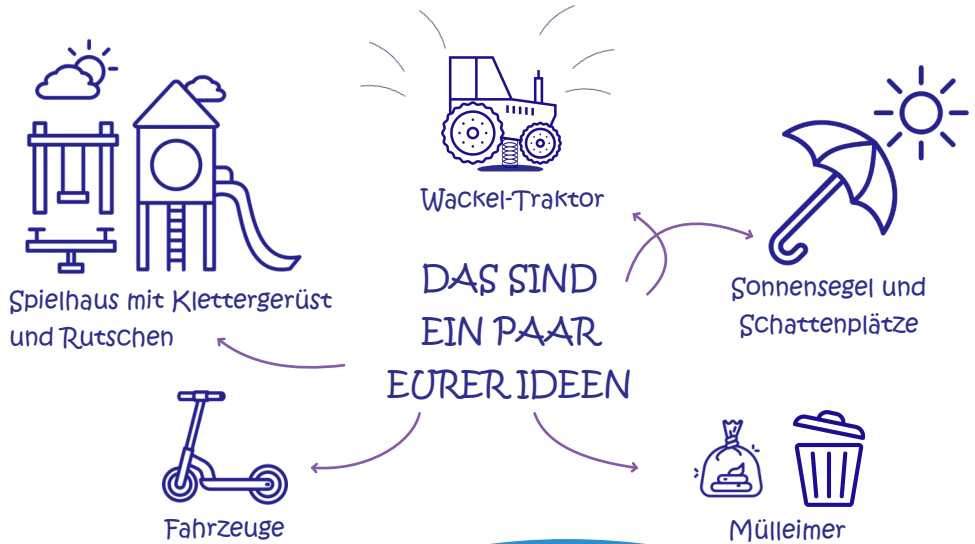 Wackel-Traktor
Spielhaus mit Klettergerüst
und Rutschen
DAS SIND
EIN PAAR
EURER IDEEN
Sonnensegel und
Schattenplätze
Fahrzeuge
Mülleimer